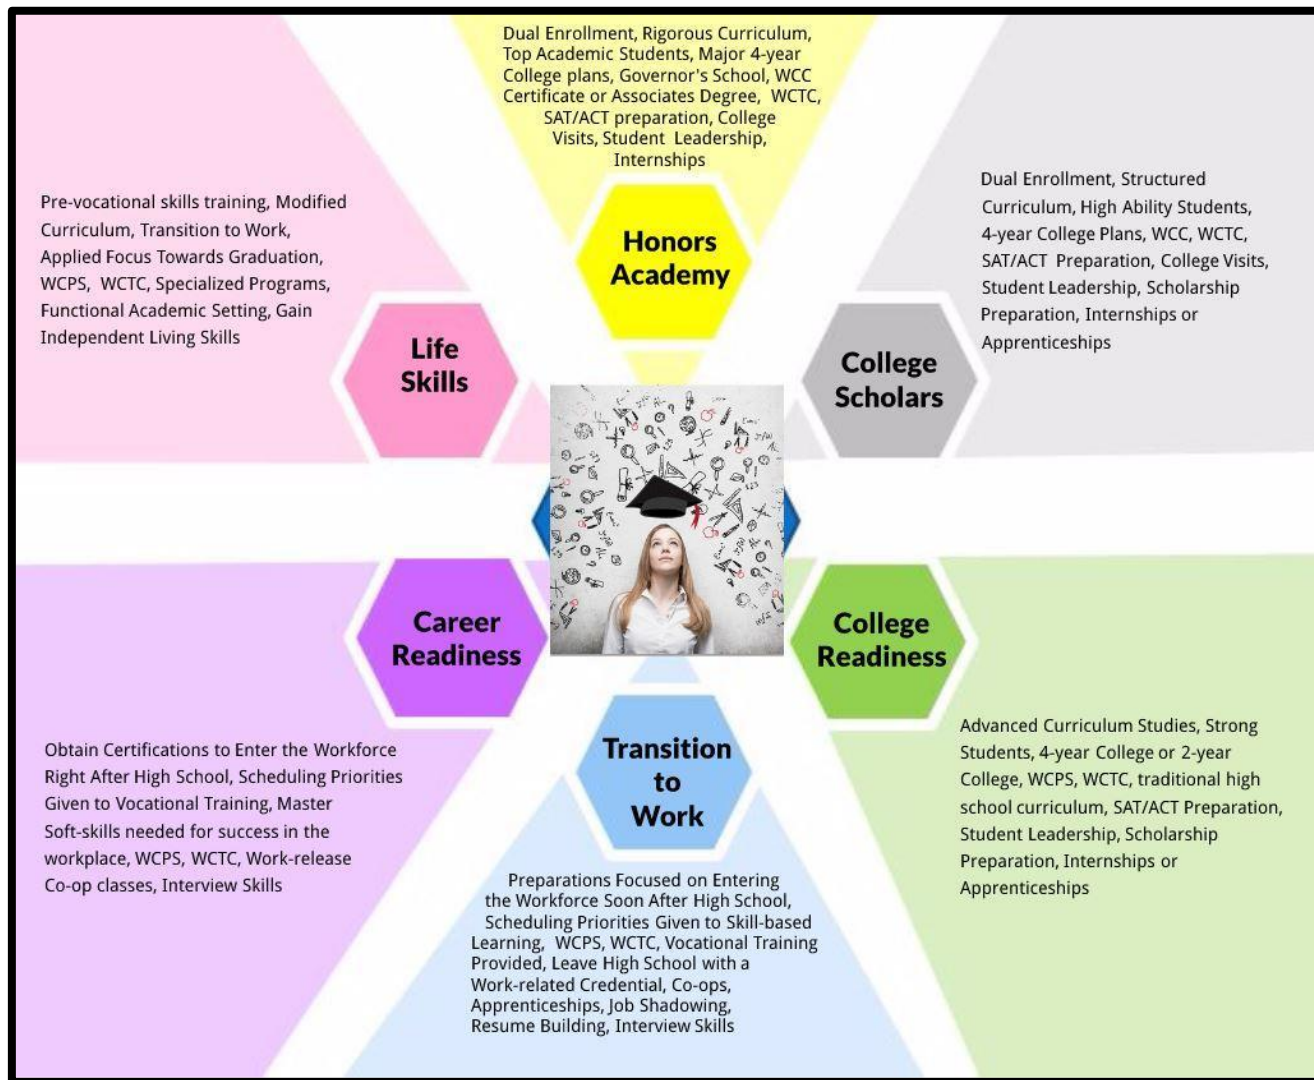 Dual Enrollment, Rigorous Curriculum,
Top Academic Students, Major 4-year
College plans, Governor's School, WCC
Certificate or Associates Degree, WCTC,
SAT/ACT preparation, College
Visits, Student Leadership,
Internships
Honors
Academy
Dual Enrollment, Structured
Curriculum, High Ability Students,
4-year College Plans, WCC, WCTC,
SAT/ACT Preparation, College Visits,
Student Leadership, Scholarship
Preparation, Internships or
Apprenticeships
College
Scholars
Pre-vocational skills training, Modified
Curriculum, Transition to Work,
Applied Focus Towards Graduation,
WCPS, WCTC, Specialized Programs,
Functional Academic Setting, Gain
Independent Living Skills
Life
Skills
Career
Readiness
Obtain Certifications to Enter the Workforce
Right After High School, Scheduling Priorities
Given to Vocational Training, Master
Soft-skills needed for success in the
workplace, WCPS, WCTC, Work-release
Co-op classes, Interview Skills
Transition
to
Work
Preparations Focused on Entering
the Workforce Soon After High School,
Scheduling Priorities Given to Skill-based
Learning, WCPS, WCTC, Vocational Training
Provided, Leave High School with a
Work-related Credential, Co-ops,
Apprenticeships, Job Shadowing,
Resume Building, Interview Skills
College
Readiness
Advanced Curriculum Studies, Strong
Students, 4-year College or 2-year
College, WCPS, WCTC, traditional high
school curriculum, SAT/ACT Preparation,
Student Leadership, Scholarship
Preparation, Internships or
Apprenticeships